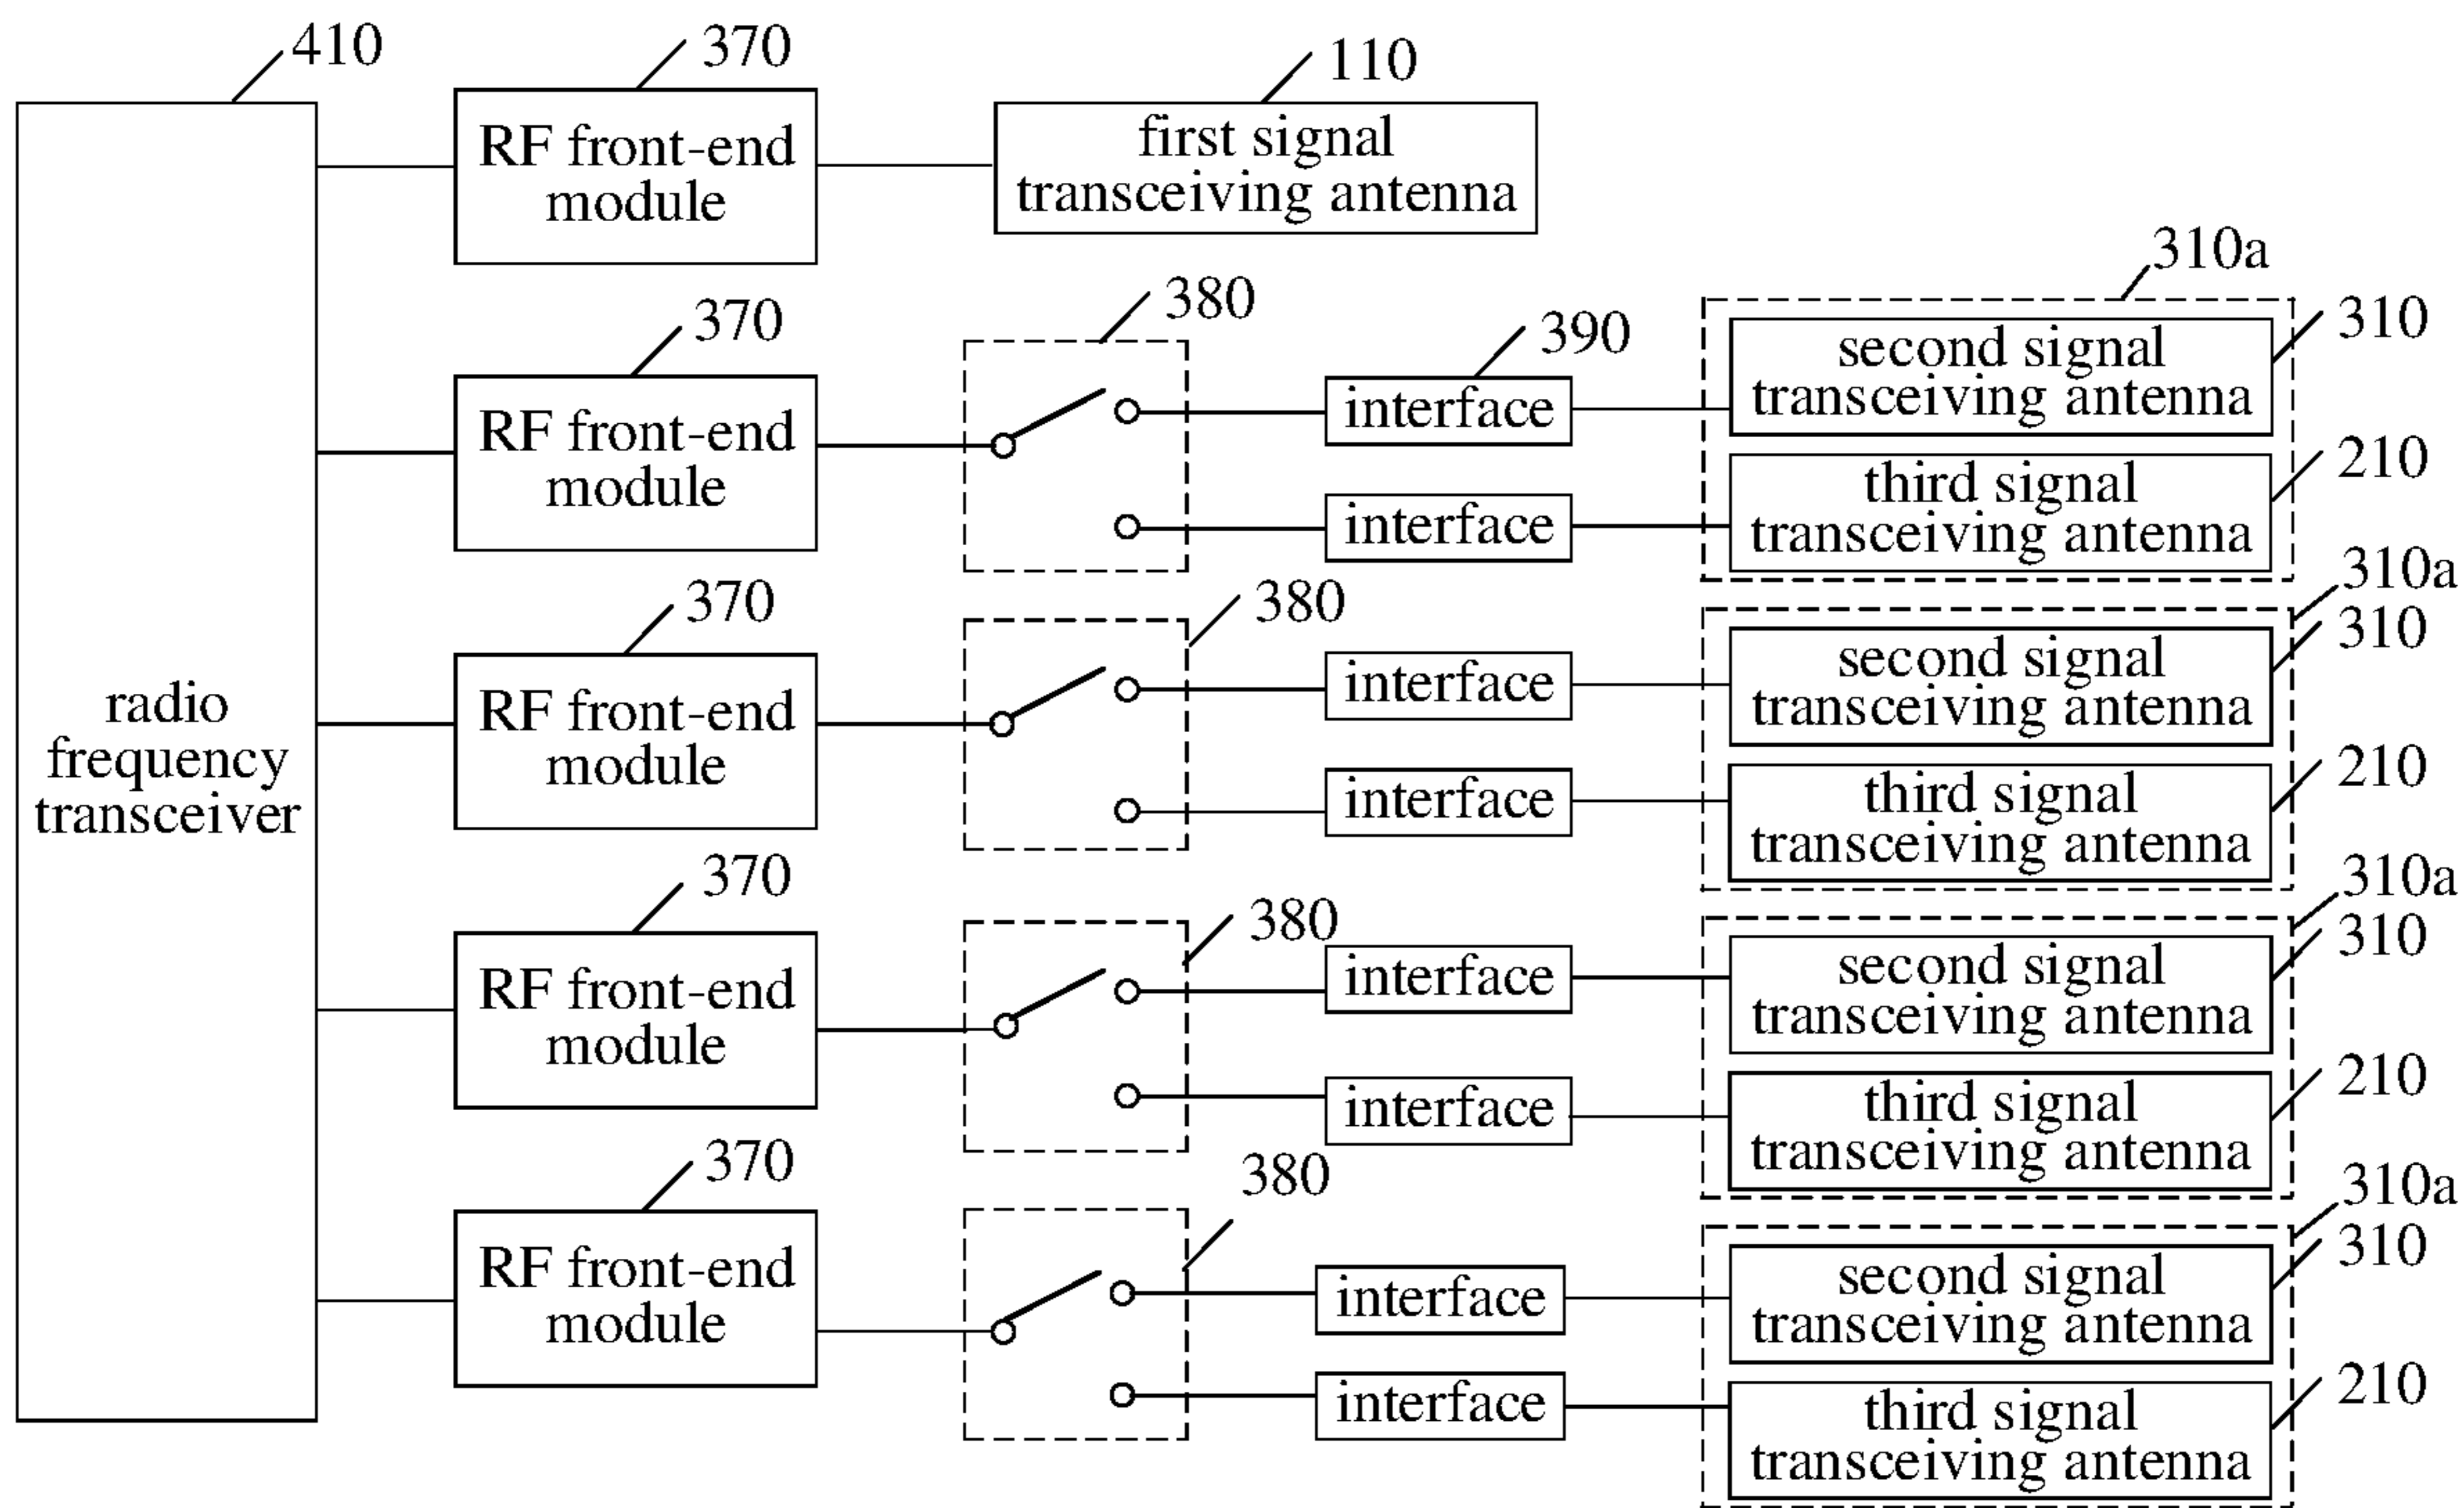 410
370
110
RF front-end
module
first signal
transceiving antenna
310a
370
380
390
310
RF front-end
module
interface
second signal
transceiving antenna
210
interface
third signal
transceiving antenna
310a
370
380
310
radio
frequency
transceiver
RF front-end
module
interface
second signal
transceiving antenna
210
interface
third signal
transceiving antenna
310a
370
380
310
RF front-end
module
interface
second signal
transceiving antenna
210
interface
third signal
transceiving antenna
310a
370
380
310
RF front-end
module
interface
second signal
transceiving antenna
210
interface
third signal
transceiving antenna